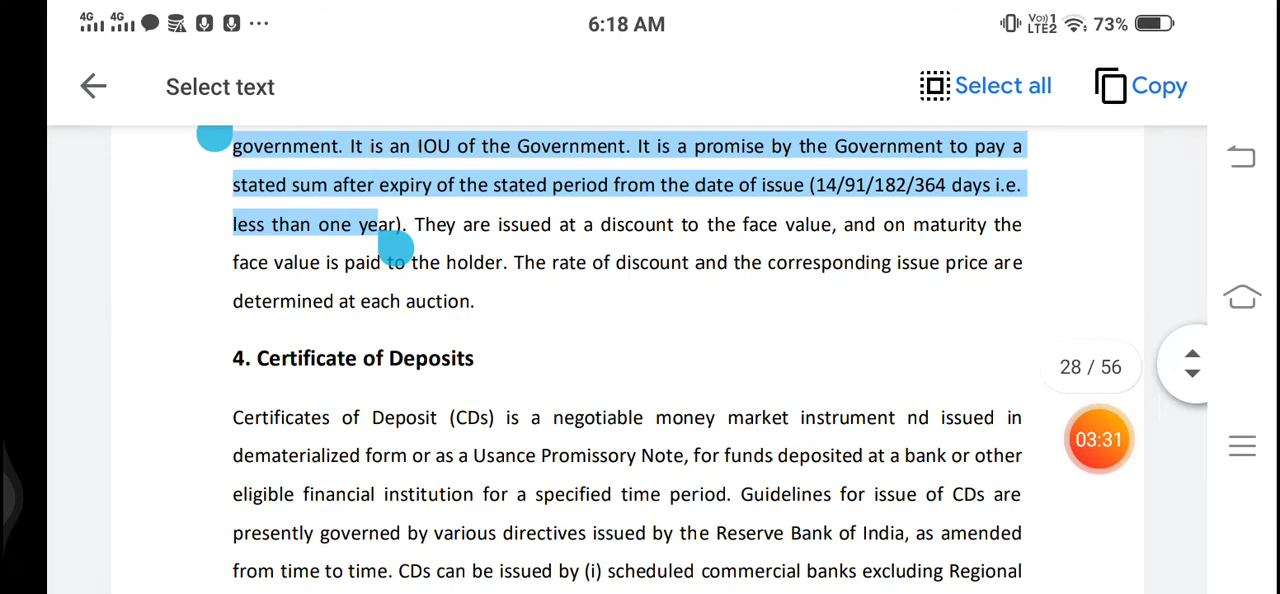 4G 4G 6:18 AM Vo)) 1 LTE2 73%
Select text Select all Copy
government. It is an IOU of the Government. It is a promise by the Government to pay a
stated sum after expiry of the stated period from the date of issue (14/91/182/364 days i.e.
less than one year). They are issued at a discount to the face value, and on maturity the
face value is paid to the holder. The rate of discount and the corresponding issue price are
determined at each auction.
4. Certificate of Deposits
28 / 56
Certificates of Deposit (CDs) is a negotiable money market instrument nd issued in
03:31
dematerialized form or as a Usance Promissory Note, for funds deposited at a bank or other
eligible financial institution for a specified time period. Guidelines for issue of CDs are
presently governed by various directives issued by the Reserve Bank of India, as amended
from time to time. CDs can be issued by (i) scheduled commercial banks excluding Regional